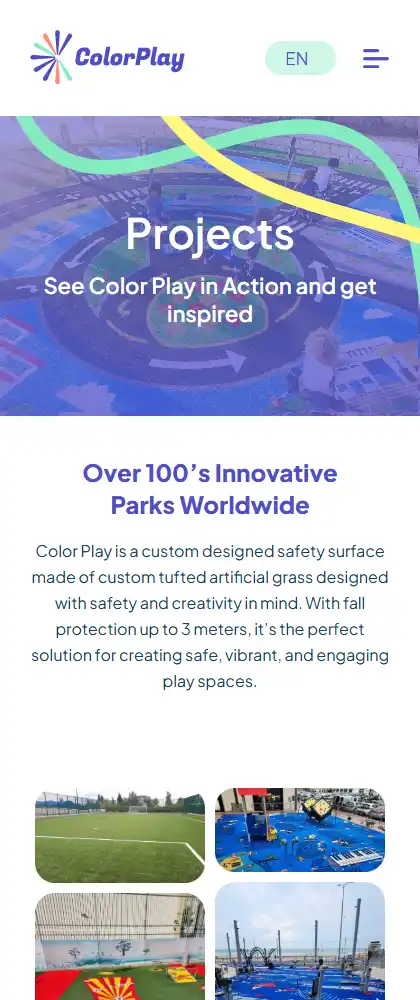 ColorPlay
EN
Projects
See Color Play in Action and get
inspired
Over 100’s Innovative
Parks Worldwide
Color Play is a custom designed safety surface
made of custom tufted artificial grass designed
with safety and creativity in mind. With fall
protection up to 3 meters, it’s the perfect
solution for creating safe, vibrant, and engaging
play spaces.